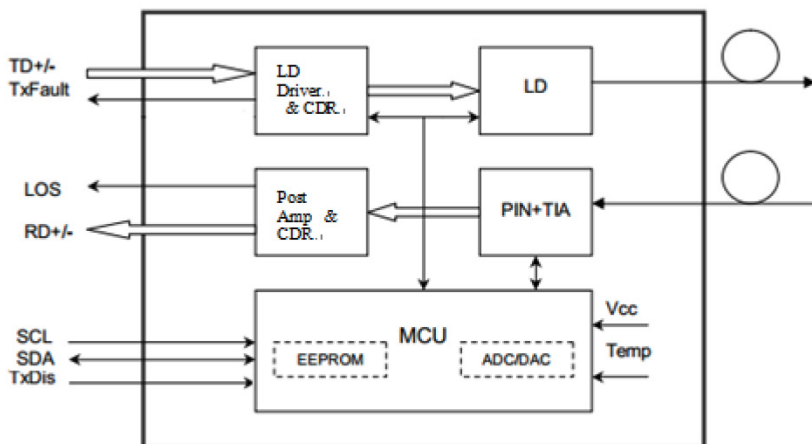 TD+/-
TxFault
LD
Driver
& CDR
LD
LOS
RD+/-
Post
Amp &
CDR
PIN+TIA
SCL
SDA
TxDis
MCU
EEPROM
ADC/DAC
Vcc
Temp